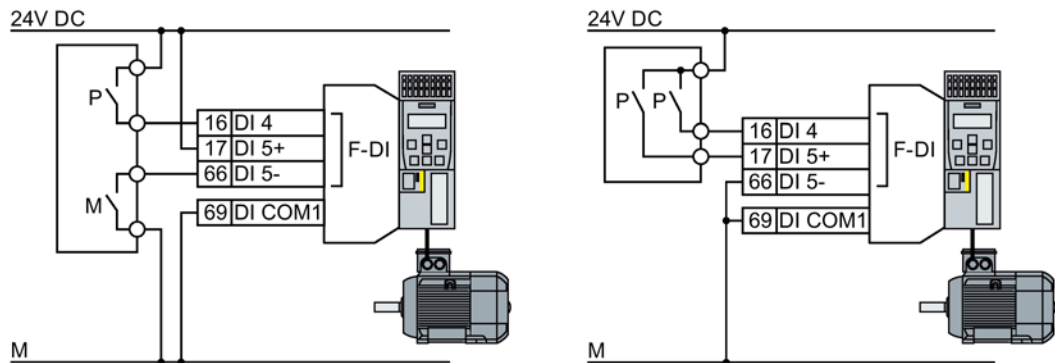 24V DC
P
M
16 DI 4
17 DI 5+
66 DI 5-
69 DI COM1
F-DI
M
24V DC
P P
16 DI 4
17 DI 5+
66 DI 5-
69 DI COM1
F-DI
M